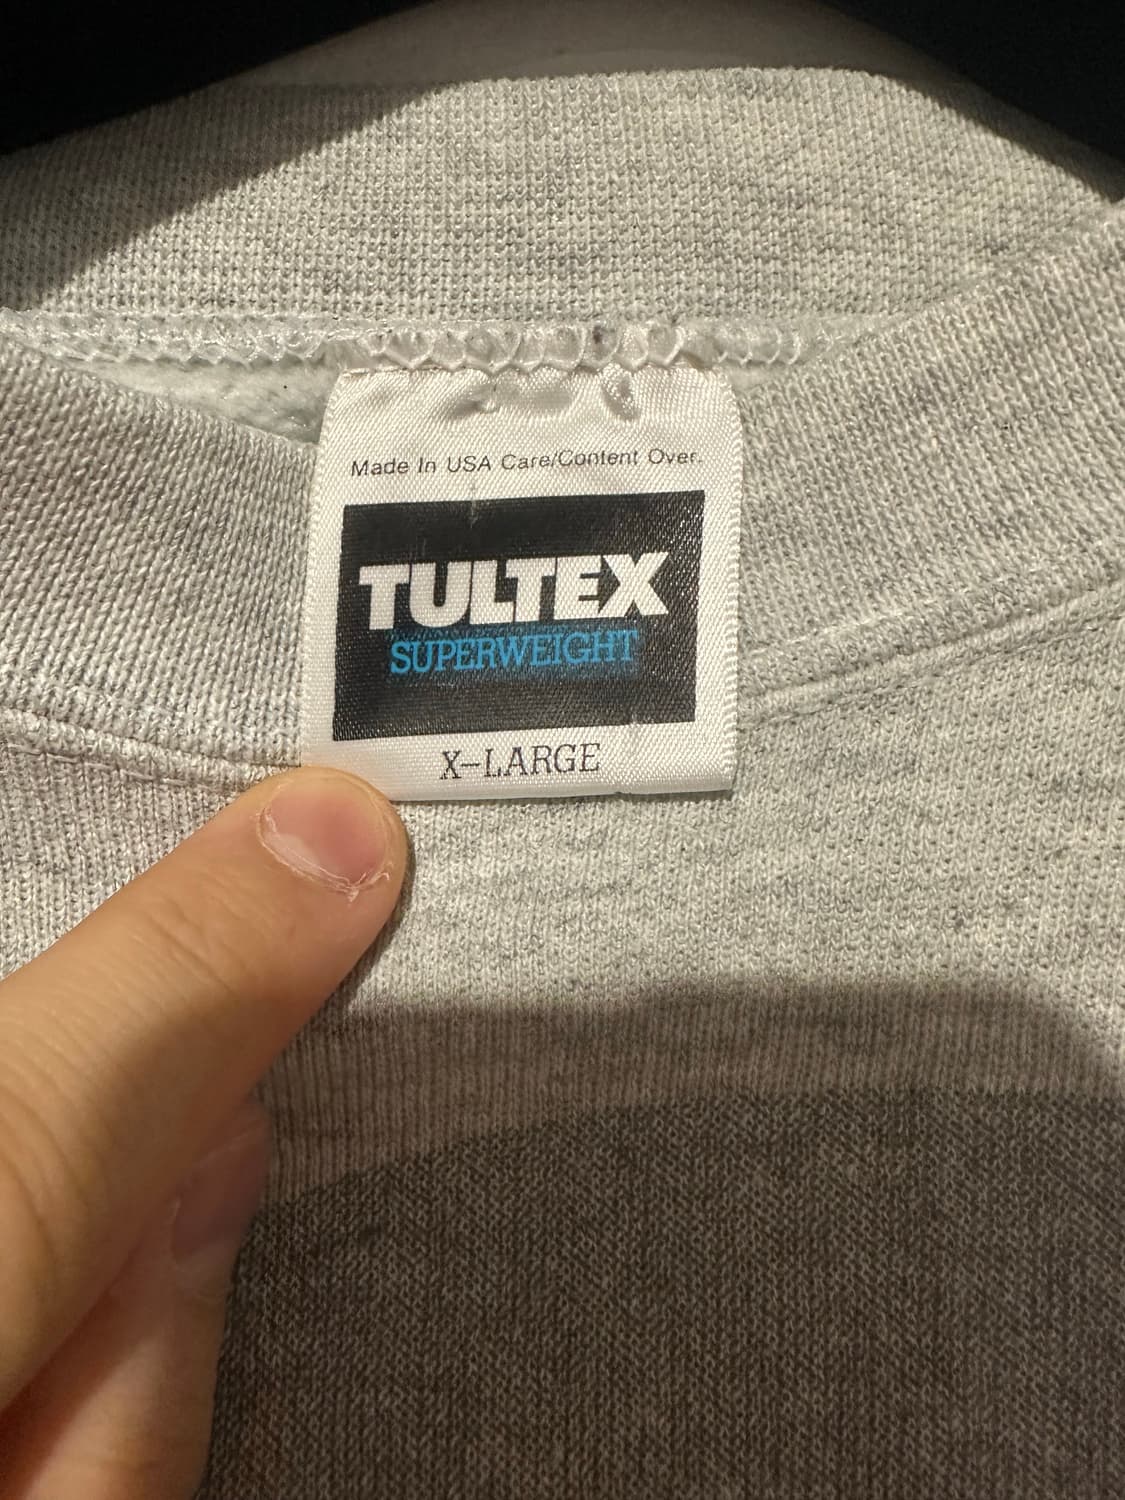 Made In USA Care/Content Over.
TULTEX
SUPERWEIGHT
X-LARGE